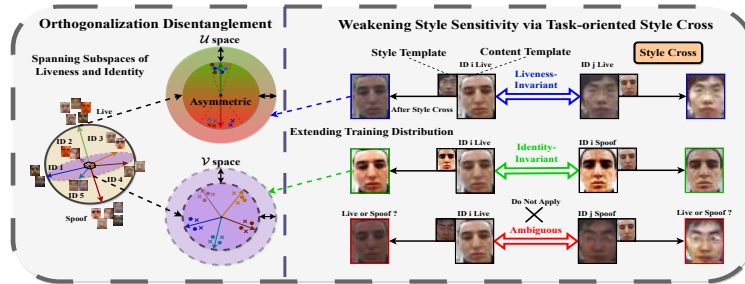 Orthogonalization Disentanglement
Spanning Subspaces of
Liveness and Identity
U space
Asymmetric
Live
ID 3
ID 2
ID 1
ID 4
ID 5
Spoof
V space
Weakening Style Sensitivity via Task-oriented Style Cross
Style Template
Content Template
Style Cross
ID i Live
ID j Live
Liveness-
Invariant
After Style Cross
Extending Training Distribution
ID i Live
ID i Spoof
Identity-
Invariant
Do Not Apply
Live or Spoof ?
ID i Live
ID j Spoof
Live or Spoof ?
Ambiguous